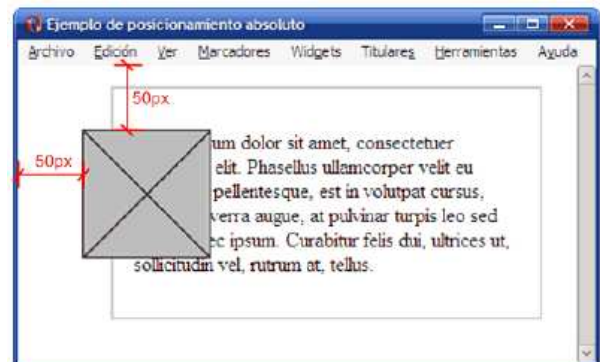 Ejemplo de posicionamiento absoluto
Archivo Edición Ver Marcadores Widgets Titulares Herramientas Ayuda
50px
50px
um dolor sit amet, consectetuer
elit. Phasellus ullamcorper velit eu
pellentesque, est in volutpat cursus,
verra augue, at pulvinar turpis leo sed
ec ipsum. Curabitur felis dui, ultrices ut,
sollicitudin vel, rutrum at, tellus.